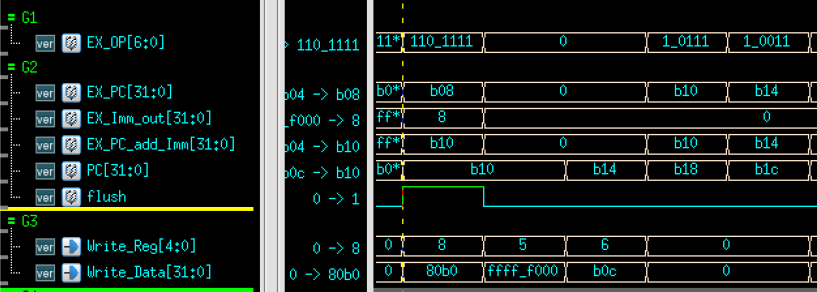 = G1
ver EX_OP[6:0] > 110_1111 11* 110_1111 0 1_0111 1_0011
= G2
ver EX_PC[31:0] b04 -> b08 b0* b08 0 b10 b14
ver EX_Imm_out[31:0] _f000 -> 8 ff* 8 0
ver EX_PC_add_Imm[31:0] b04 -> b10 ff* b10 0 b10 b14
ver PC[31:0] b0c -> b10 b0* b10 b14 b18 b1c
ver flush 0 -> 1
= G3
ver Write_Reg[4:0] 0 -> 8 0 8 5 6 0
ver Write_Data[31:0] 0 -> 80b0 0 80b0 ffff_f000 b0c 0